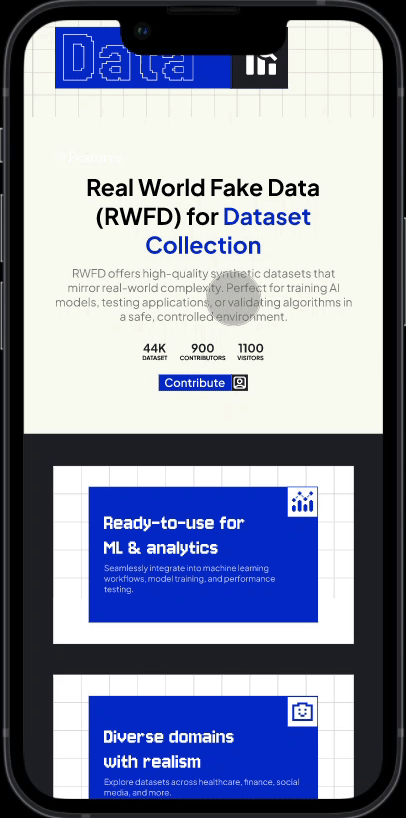 Data
Real World Fake Data
(RWFD) for Dataset
Collection
RWFD offers high-quality synthetic datasets that
mirror real-world complexity. Perfect for training AI
models, testing applications, or validating algorithms in
a safe, controlled environment.
44K 900 1100
DATASET CONTRIBUTORS VISITORS
Contribute
Ready-to-use for
ML & analytics
Seamlessly integrate into machine learning
workflows, model training, and performance
testing.
Diverse domains
with realism
Explore datasets across healthcare, finance, social
media, and more.